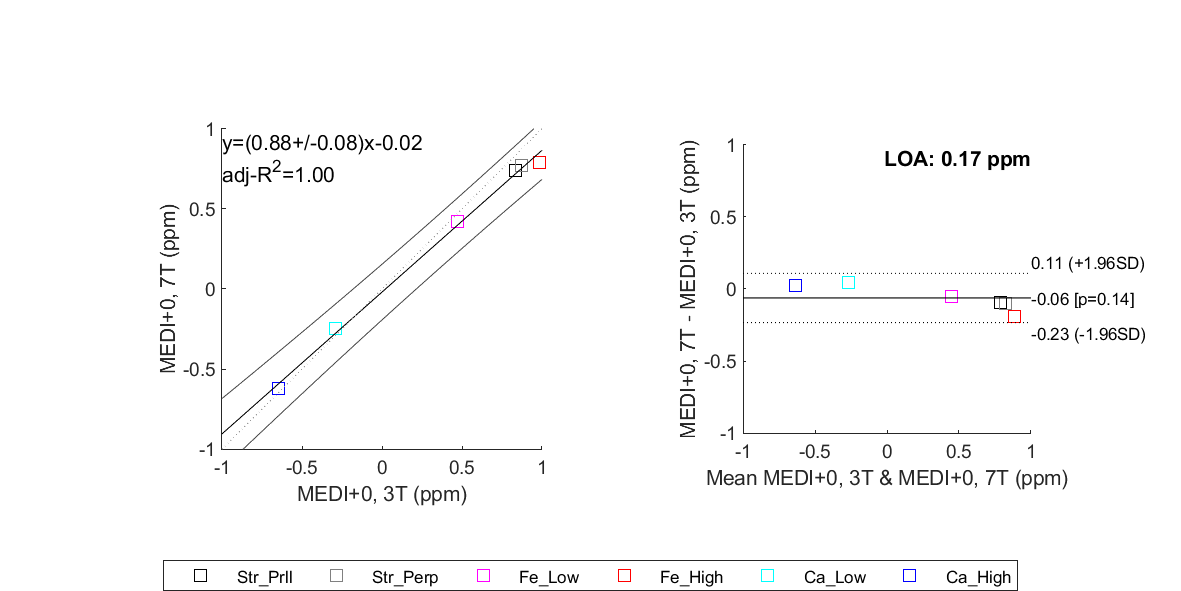 y=(0.88+/-0.08)x-0.02
adj-R²=1.00
1
0.5
0
-0.5
-1
-1 -0.5 0 0.5 1
MEDI+0, 7T (ppm)
MEDI+0, 3T (ppm)
LOA: 0.17 ppm
1
0.5
0
-0.5
-1
-1 -0.5 0 0.5 1
0.11 (+1.96SD)
-0.06 [p=0.14]
-0.23 (-1.96SD)
MEDI+0, 7T - MEDI+0, 3T (ppm)
Mean MEDI+0, 3T & MEDI+0, 7T (ppm)
Str_Prll Str_Perp Fe_Low Fe_High Ca_Low Ca_High